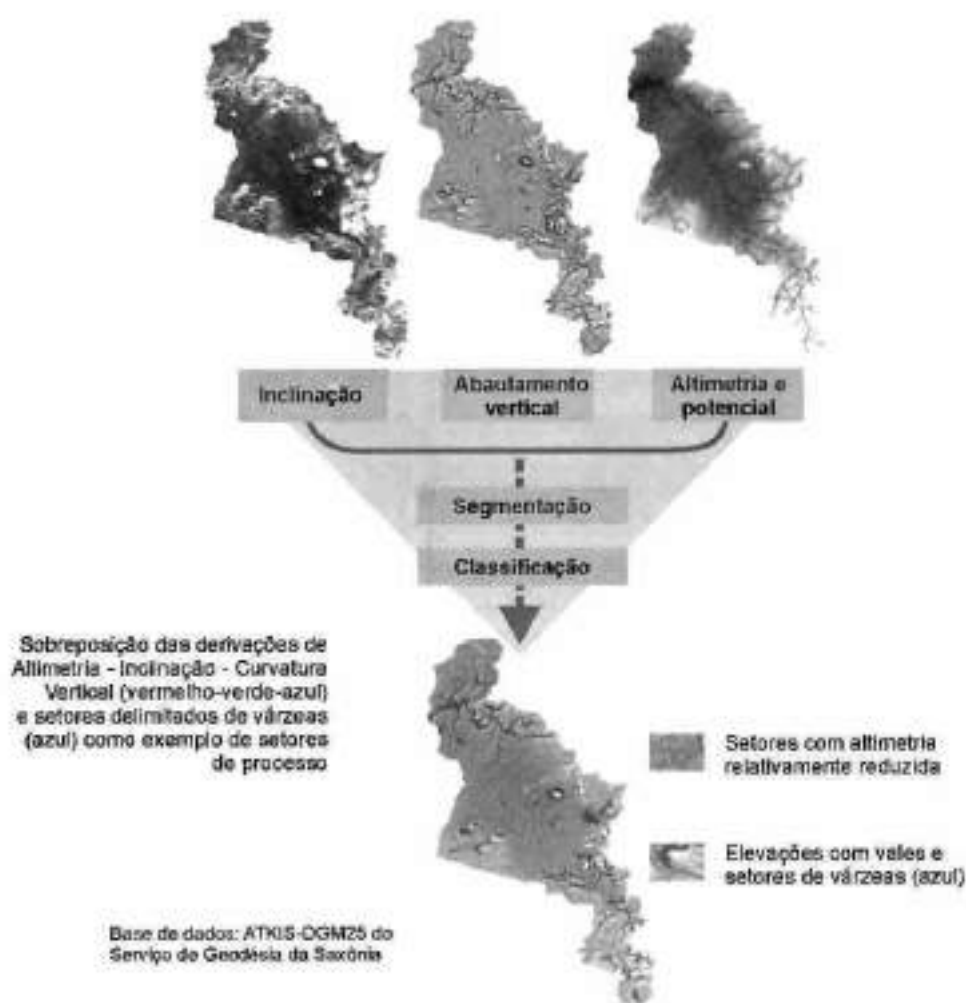 Inclinação
Abaulamento
vertical
Altimetria e
potencial
Segmentação
Classificação
Sobreposição das derivações de
Altimetria - Inclinação - Curvatura
Vertical (vermelho-verde-azul)
e setores delimitados de várzeas
(azul) como exemplo de setores
de processo
Setores com altimetria
relativamente reduzida
Elevações com vales e
setores de várzeas (azul)
Base de dados: ATKIS-DGM25 do
Serviço de Geodésia da Saxônia